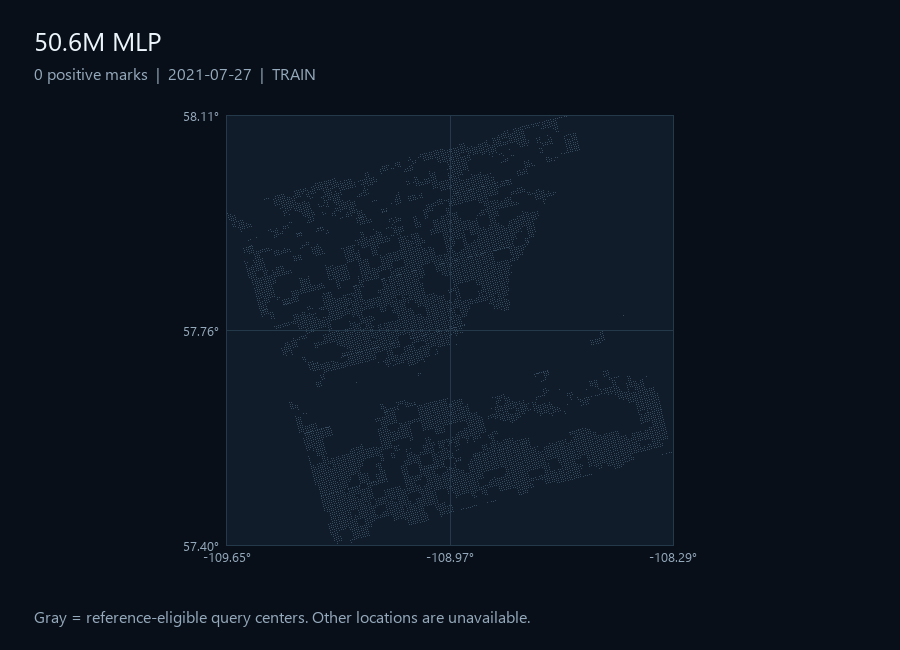 50.6M MLP
0 positive marks | 2021-07-27 | TRAIN
58.11°
57.76°
57.40°
-109.65°
-108.97°
-108.29°
Gray = reference-eligible query centers. Other locations are unavailable.